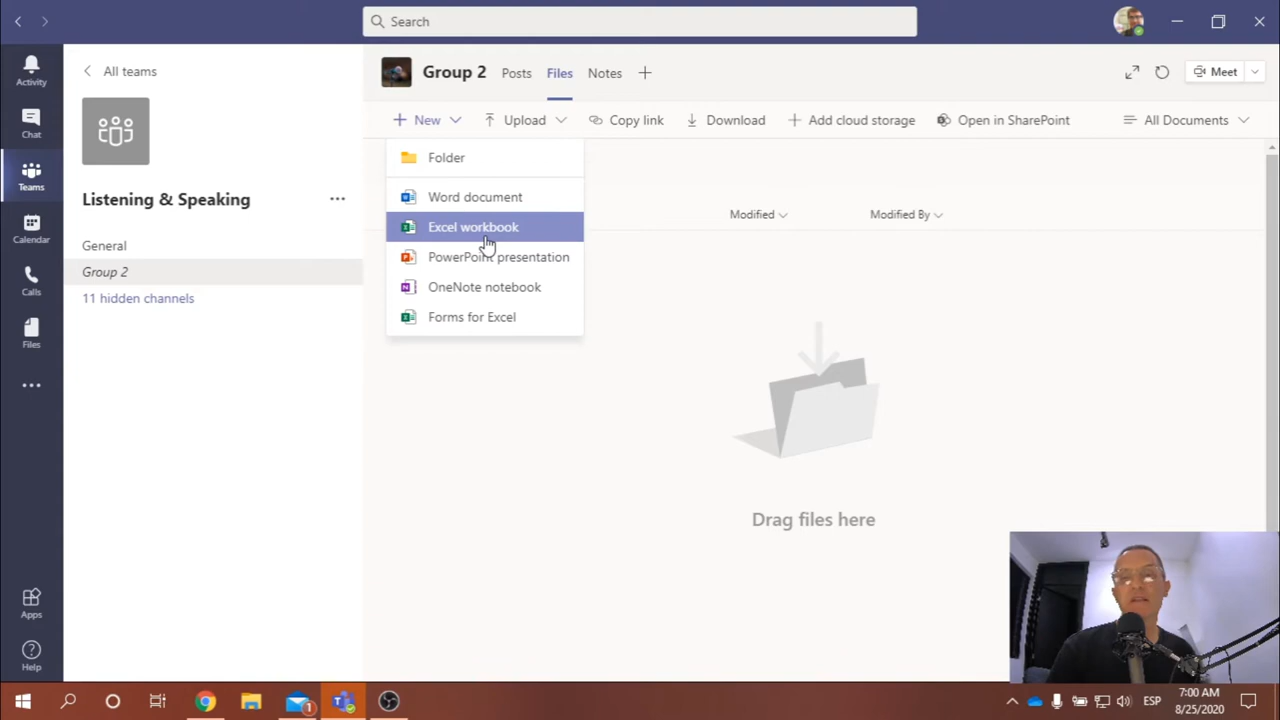 Search
Activity
Chat
Teams
Calendar
Calls
Files
Apps
Help
All teams
Listening & Speaking
General
Group 2
11 hidden channels
Group 2 Posts Files Notes
Meet
New Upload Copy link Download Add cloud storage Open in SharePoint All Documents
Folder
Word document
Excel workbook
PowerPoint presentation
OneNote notebook
Forms for Excel
Modified Modified By
Drag files here
1
ESP
7:00 AM
8/25/2020